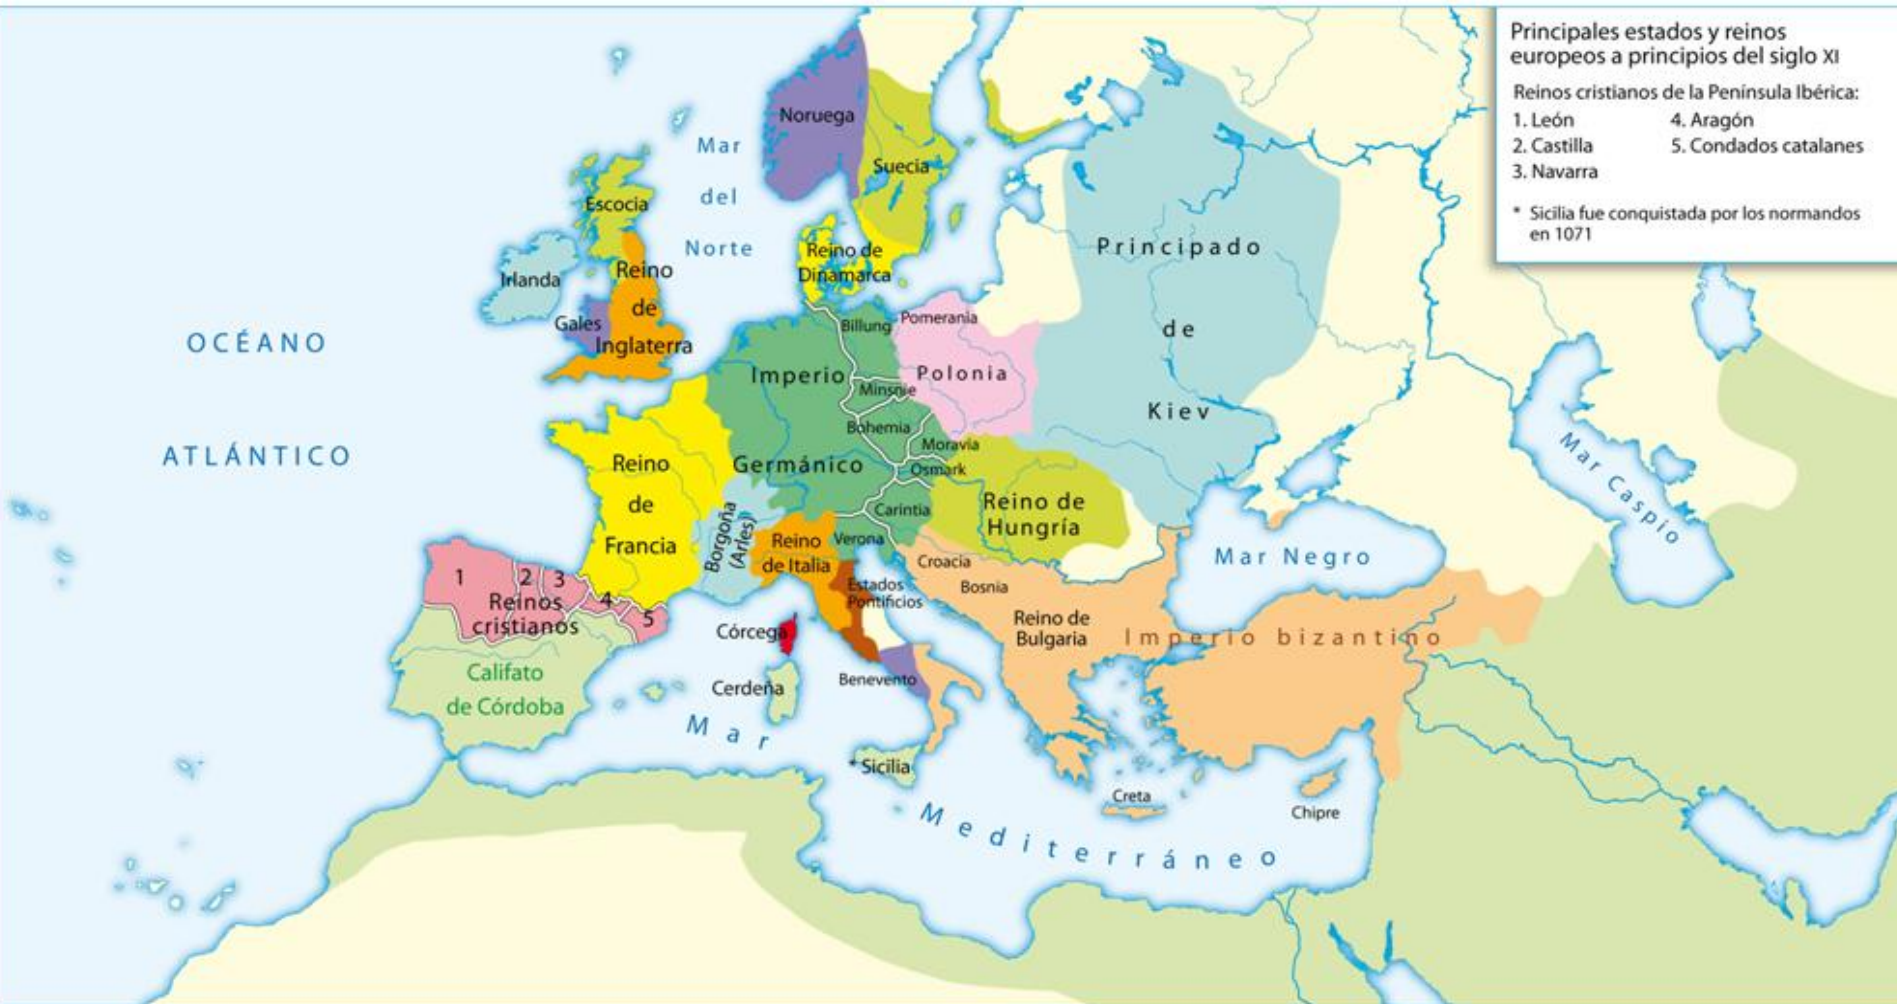 Principales estados y reinos
europeos a principios del siglo XI
Reinos cristianos de la Península Ibérica:
1. León
4. Aragón
2. Castilla
5. Condados catalanes
3. Navarra
* Sicilia fue conquistada por los normandos
en 1071
Noruega
Mar
del
Norte
Suecia
Escocia
Reino de
Dinamarca
Principado
de
Kiev
Irlanda
Reino
de
Inglaterra
Gales
OCÉANO
ATLÁNTICO
Billung
Pomerania
Imperio
Germánico
Polonia
Minsnie
Bohemia
Moravia
Osmark
Reino
de
Francia
Reino de
Hungría
Carintia
Borgoña
(Arles)
Reino
de Italia
Verona
Croacia
Bosnia
Mar Negro
Mar Caspio
Estados
Pontificios
1
2
3
4
5
Reinos
cristianos
Reino de
Bulgaria
Imperio bizantino
Córcega
Califato
de Córdoba
Cerdeña
Benevento
Mar
Mediterráneo
* Sicilia
Creta
Chipre